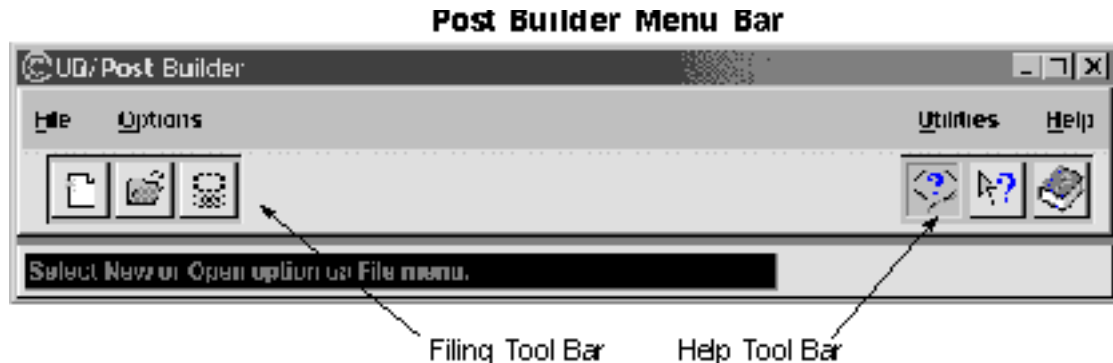 Post Builder Menu Bar
UG/Post Builder
File Options Utilities Help
Select New or Open option on File menu.
Filing Tool Bar Help Tool Bar